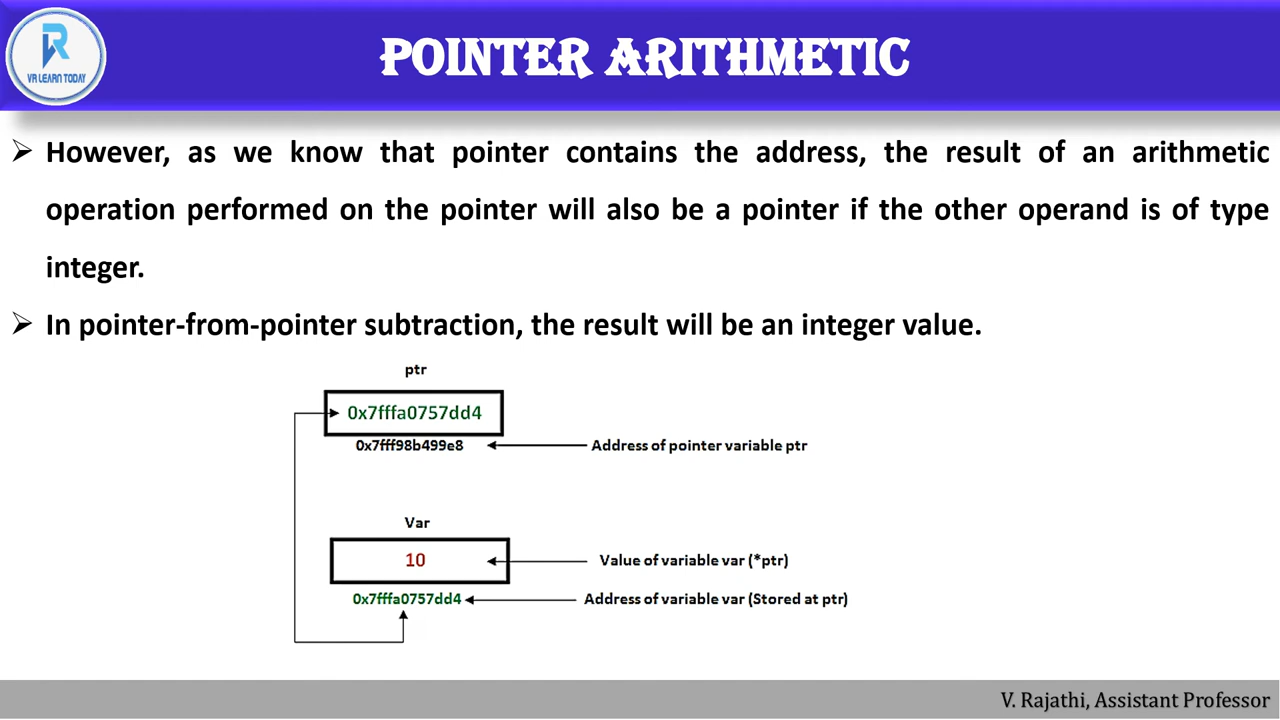 VR LEARN TODAY
POINTER ARITHMETIC
➢ However, as we know that pointer contains the address, the result of an arithmetic
operation performed on the pointer will also be a pointer if the other operand is of type
integer.
➢ In pointer-from-pointer subtraction, the result will be an integer value.
ptr
0x7fffa0757dd4
0x7fff98b499e8 Address of pointer variable ptr
Var
10 Value of variable var (*ptr)
0x7fffa0757dd4 Address of variable var (Stored at ptr)
V. Rajathi, Assistant Professor